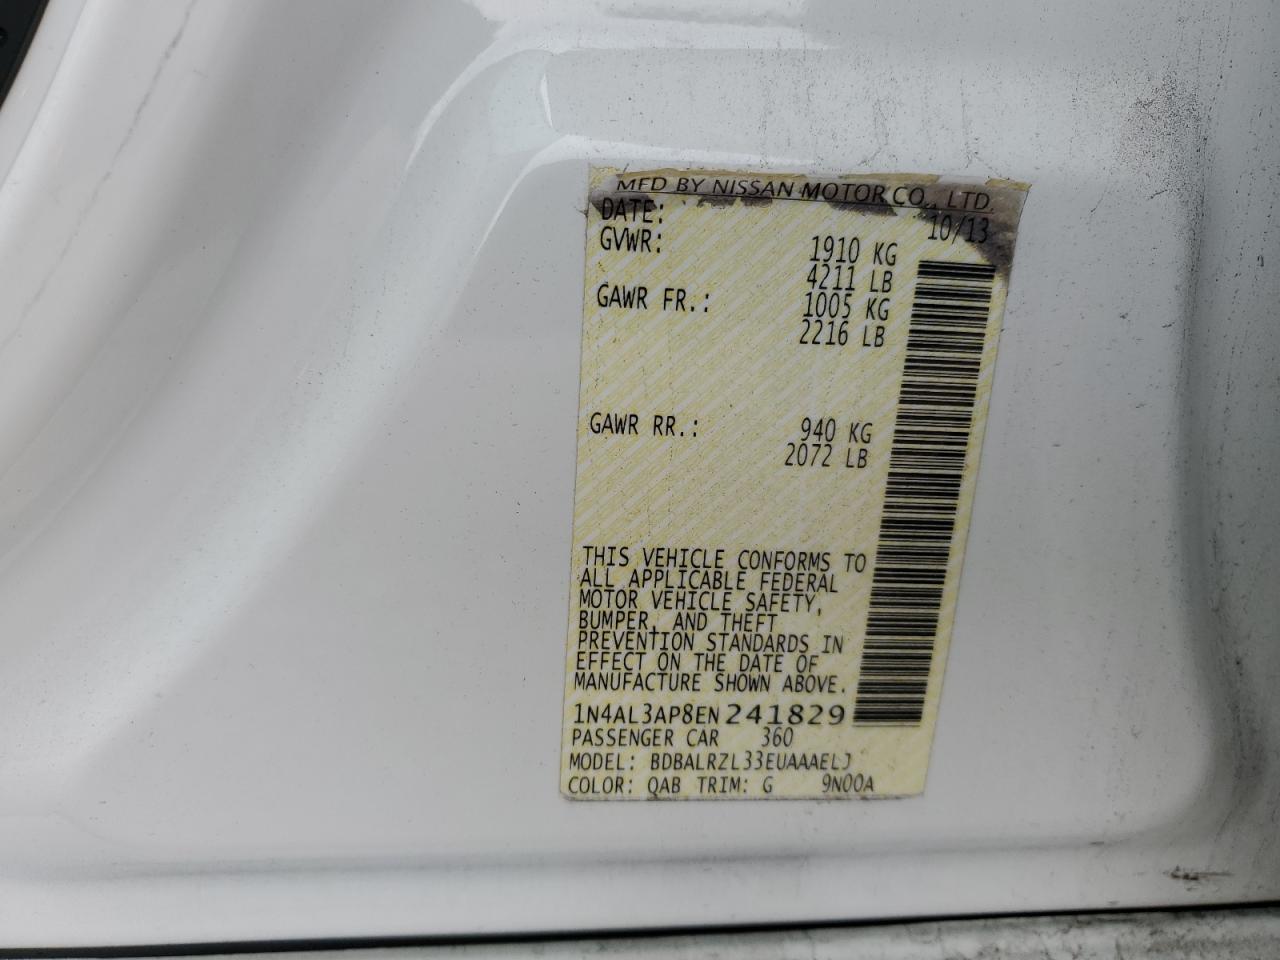 MFD BY NISSAN MOTOR CO., LTD.
DATE: 10/13
GVWR: 1910 KG
4211 LB
GAWR FR.: 1005 KG
2216 LB
GAWR RR.: 940 KG
2072 LB
THIS VEHICLE CONFORMS TO
ALL APPLICABLE FEDERAL
MOTOR VEHICLE SAFETY,
BUMPER, AND THEFT
PREVENTION STANDARDS IN
EFFECT ON THE DATE OF
MANUFACTURE SHOWN ABOVE.
1N4AL3AP8EN241829
PASSENGER CAR 360
MODEL: BDBALRZL33EUAAAELJ
COLOR: QAB TRIM: G 9N00A